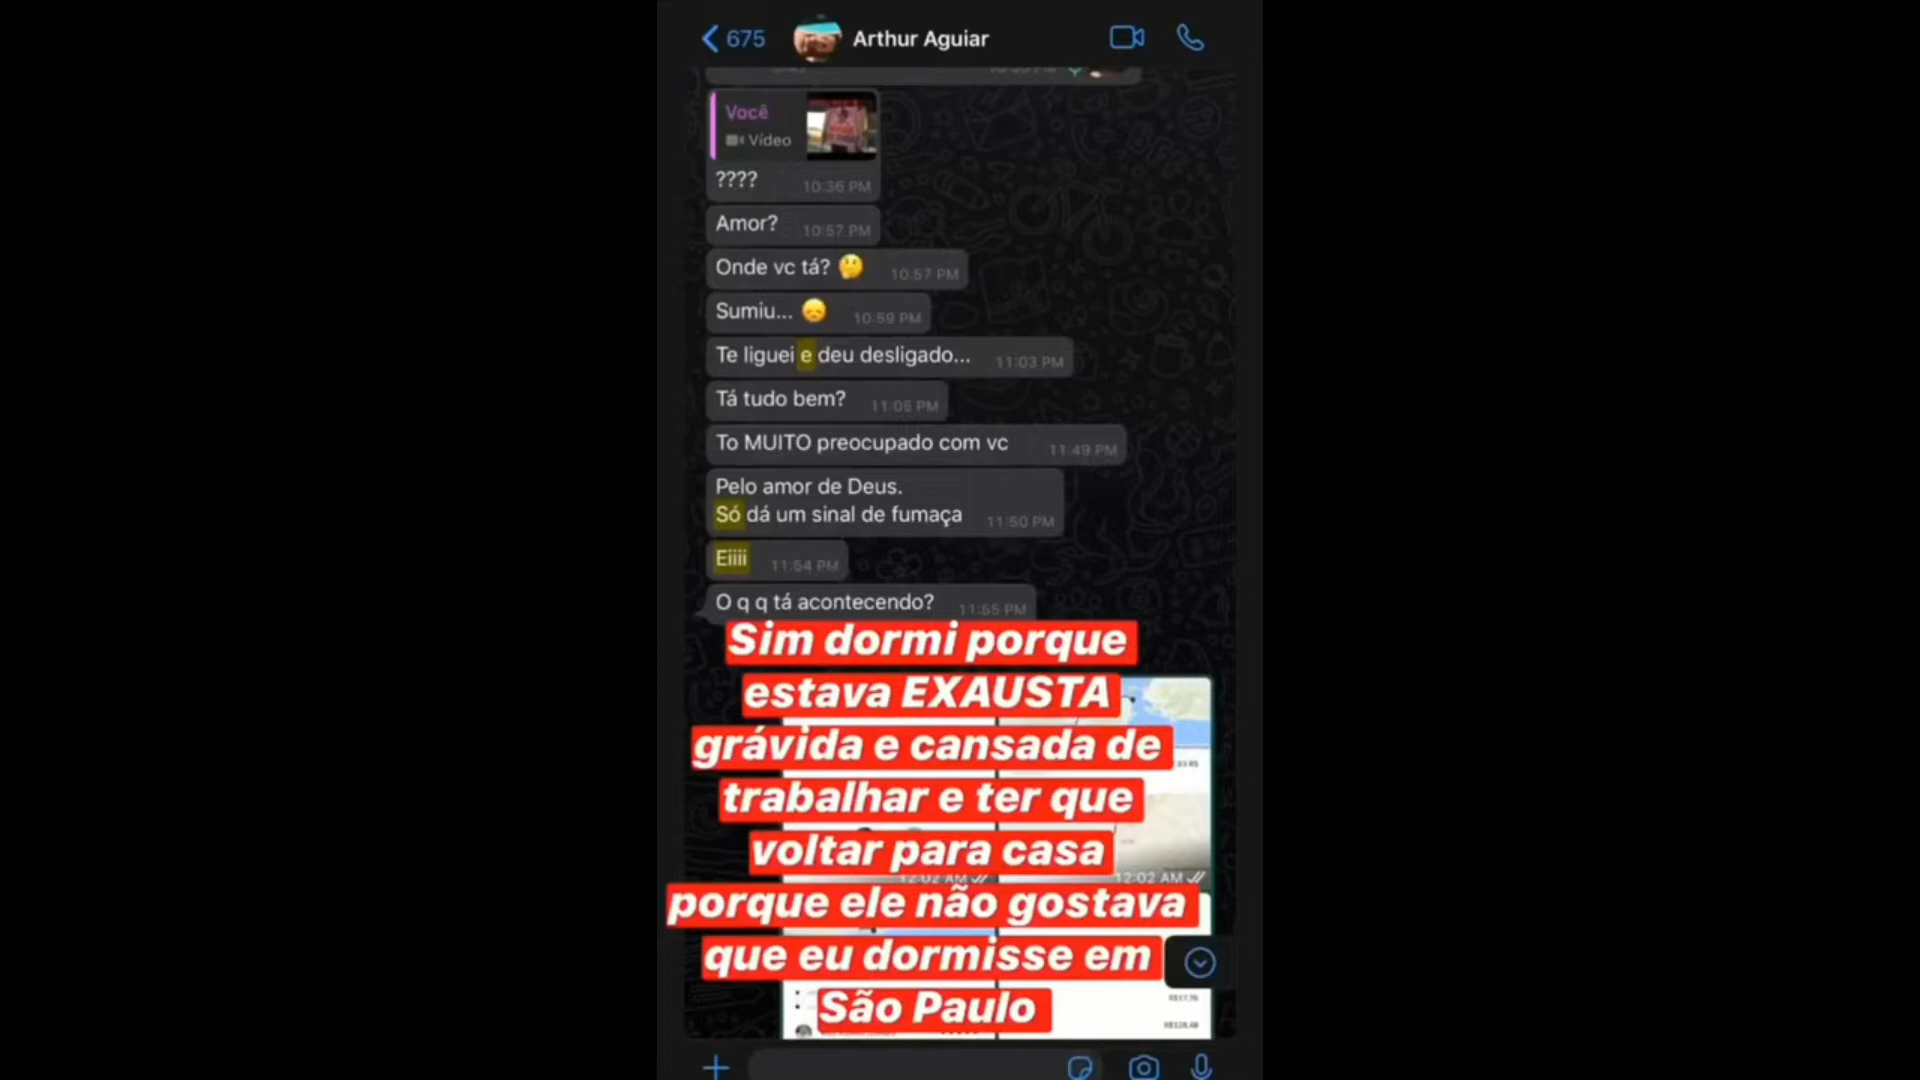 675 Arthur Aguiar
Você
Vídeo
???? 10:36 PM
Amor? 10:57 PM
Onde vc tá? 🤔 10:57 PM
Sumiu... 😞 10:59 PM
Te liguei e deu desligado... 11:03 PM
Tá tudo bem? 11:05 PM
To MUITO preocupado com vc 11:49 PM
Pelo amor de Deus.
Só dá um sinal de fumaça 11:50 PM
Eiiii 11:54 PM
O q q tá acontecendo? 11:55 PM
Sim dormi porque
estava EXAUSTA
grávida e cansada de
trabalhar e ter que
voltar para casa
12:02 AM 12:02 AM
porque ele não gostava
que eu dormisse em
São Paulo